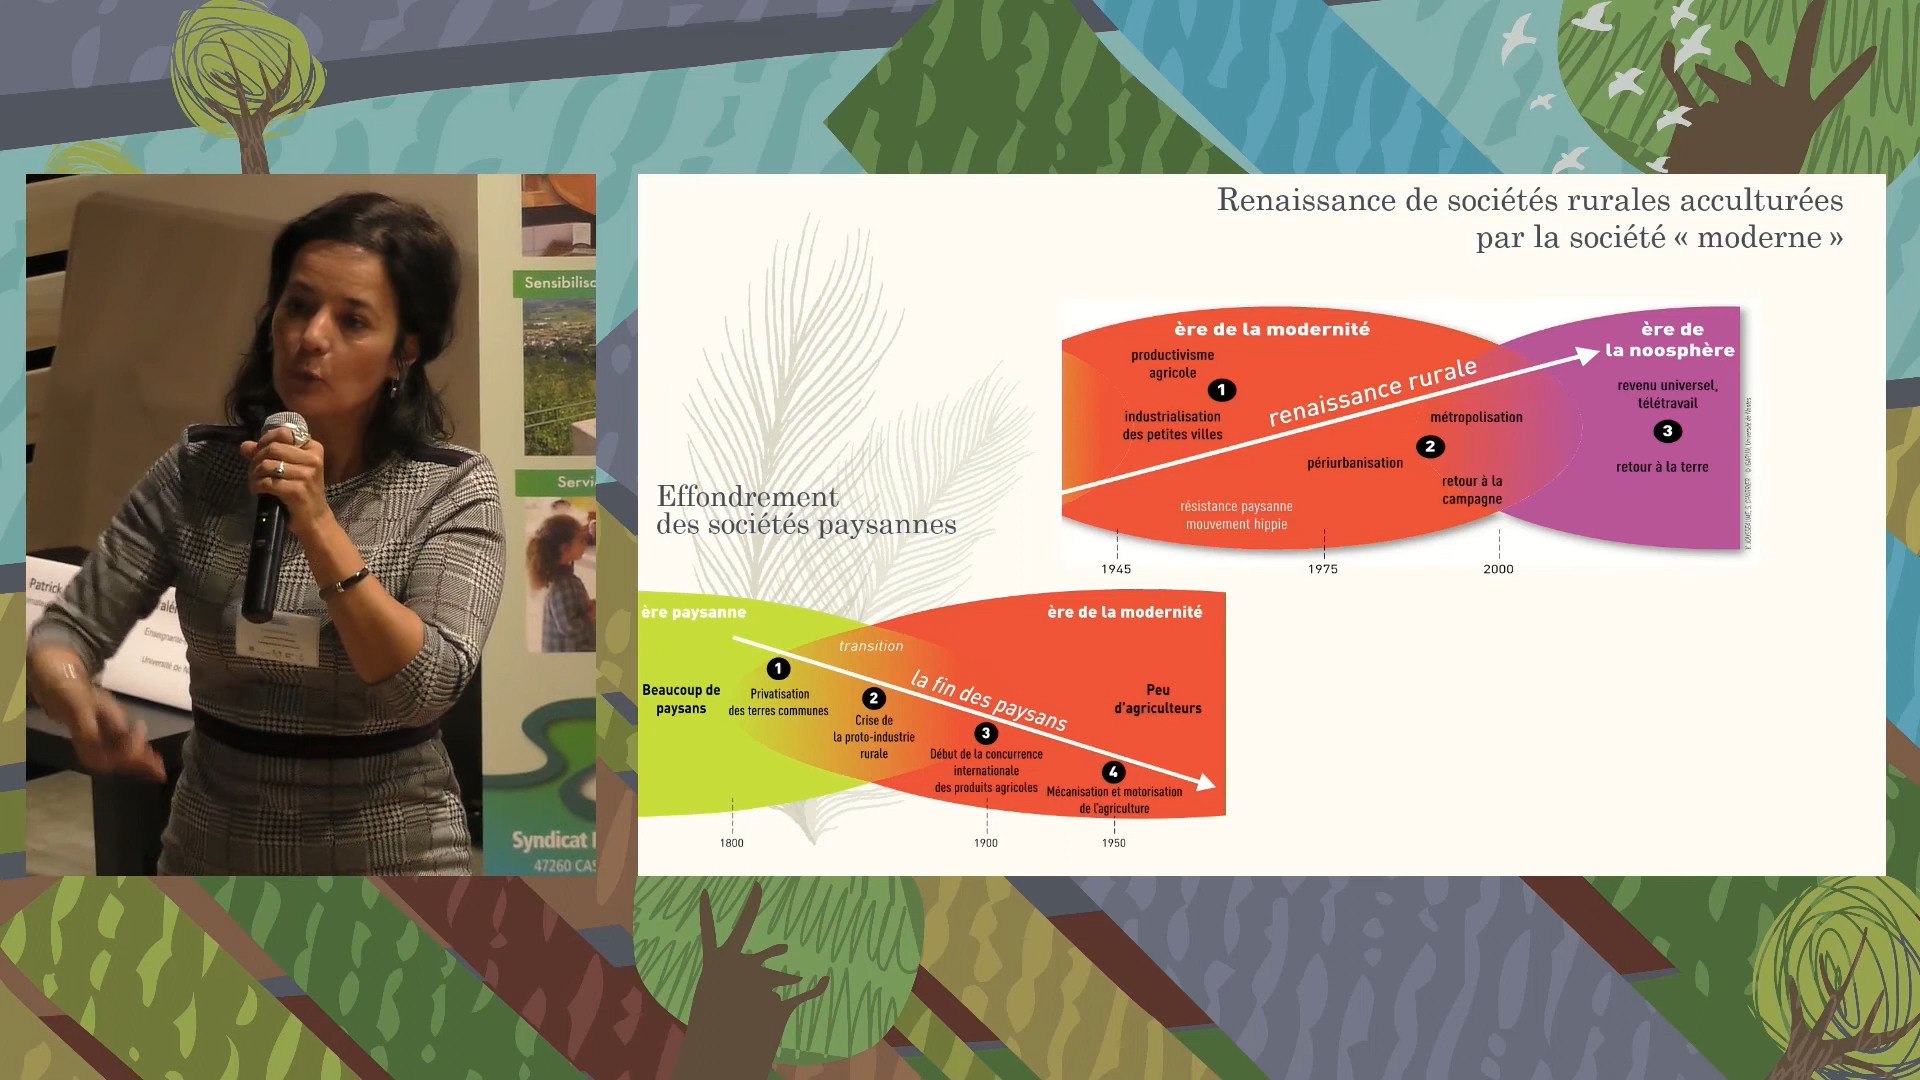 Sensibilisa
Servi
Patrick
Enseignante
Université de N
Syndicat
47260 CAS
Renaissance de sociétés rurales acculturées
par la société « moderne »
ère de la modernité
ère de
la noosphère
productivisme
agricole
1
industrialisation
des petites villes
renaissance rurale
métropolisation
2
périurbanisation
retour à la
campagne
résistance paysanne
mouvement hippie
revenu universel,
télétravail
3
retour à la terre
1945
1975
2000
Effondrement
des sociétés paysannes
ère paysanne
ère de la modernité
transition
la fin des paysans
Beaucoup de
paysans
1
Privatisation
des terres communes
2
Crise de
la proto-industrie
rurale
3
Début de la concurrence
internationale
des produits agricoles
4
Mécanisation et motorisation
de l'agriculture
Peu
d'agriculteurs
1800
1900
1950